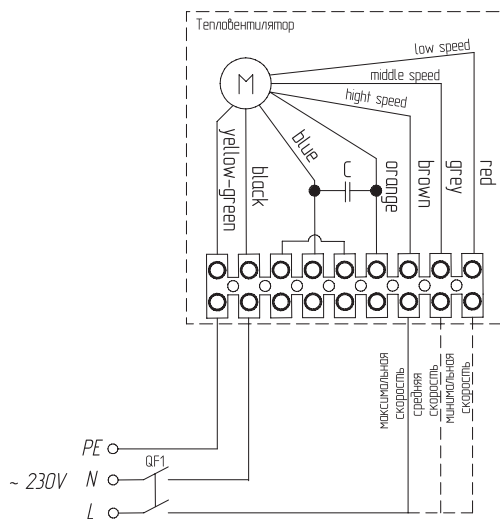 Тепловентилятор
M
low speed
middle speed
hight speed
yellow-green
black
blue
C
orange
brown
grey
red
максимальная
скорость
средняя
скорость
минимальная
скорость
PE
QF1
~ 230V
N
L